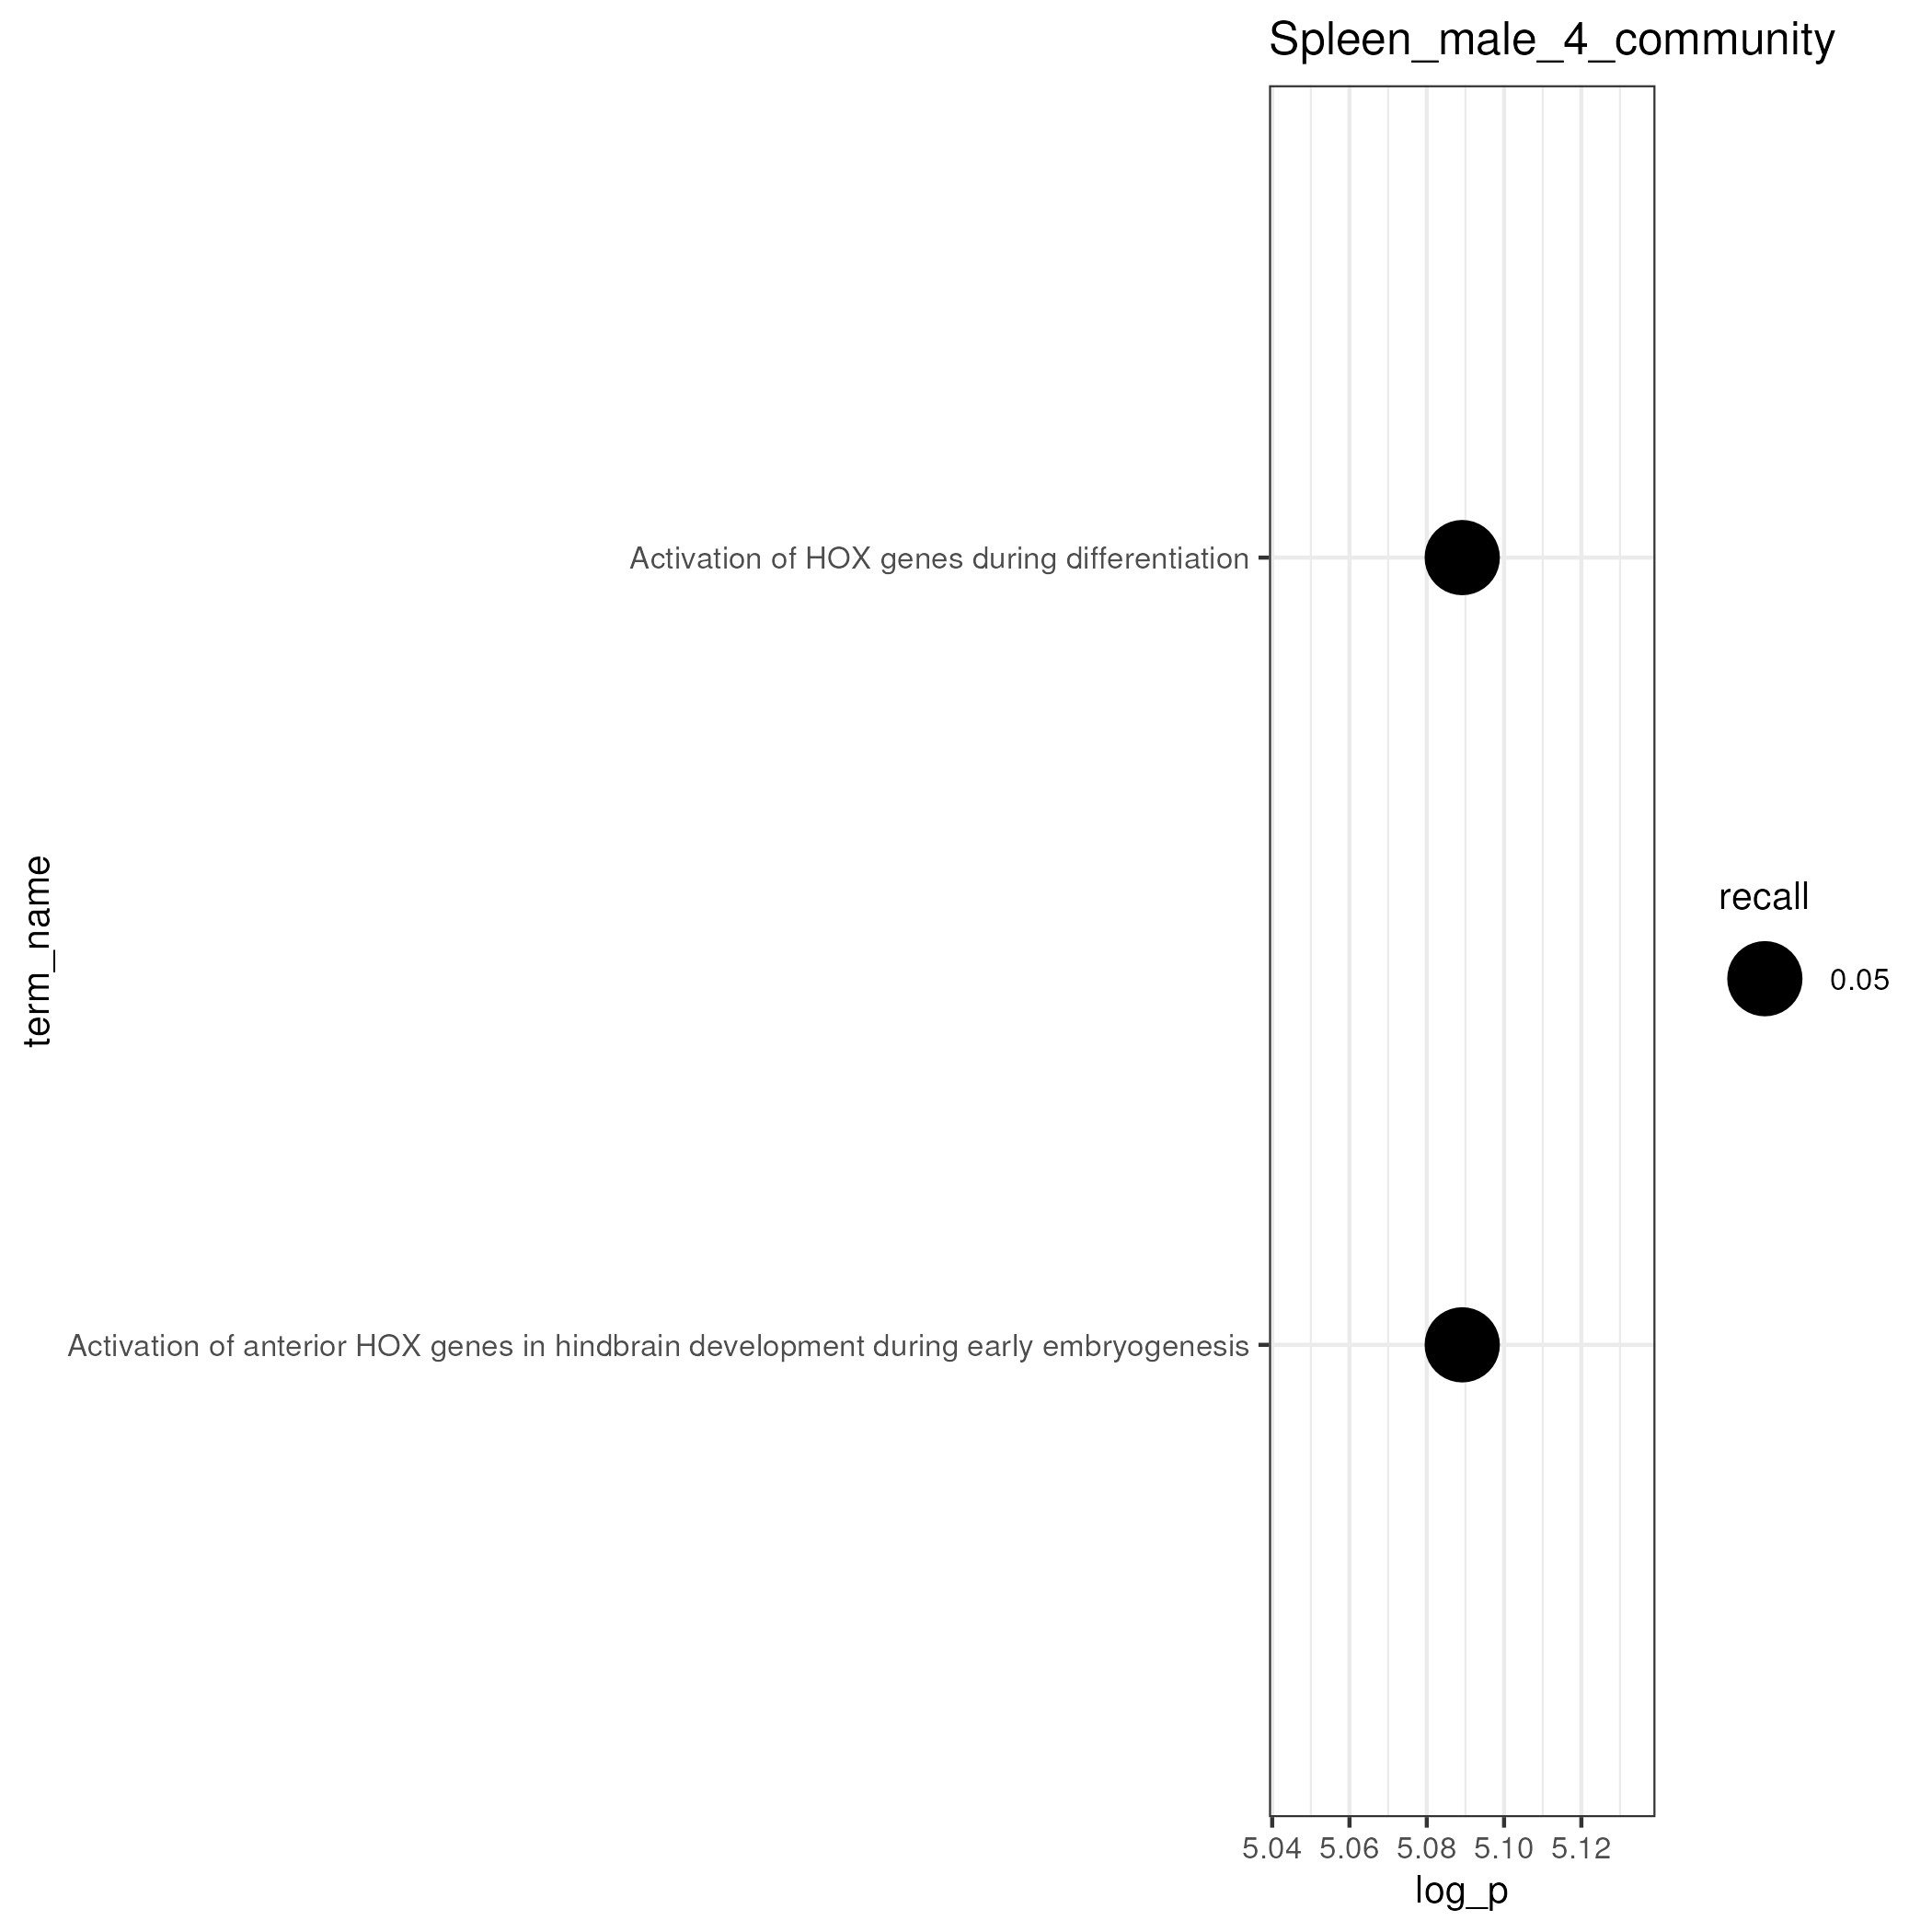 Spleen_male_4_community
Activation of HOX genes during differentiation
Activation of anterior HOX genes in hindbrain development during early embryogenesis
term_name
recall
0.05
5.04 5.06 5.08 5.10 5.12
log_p